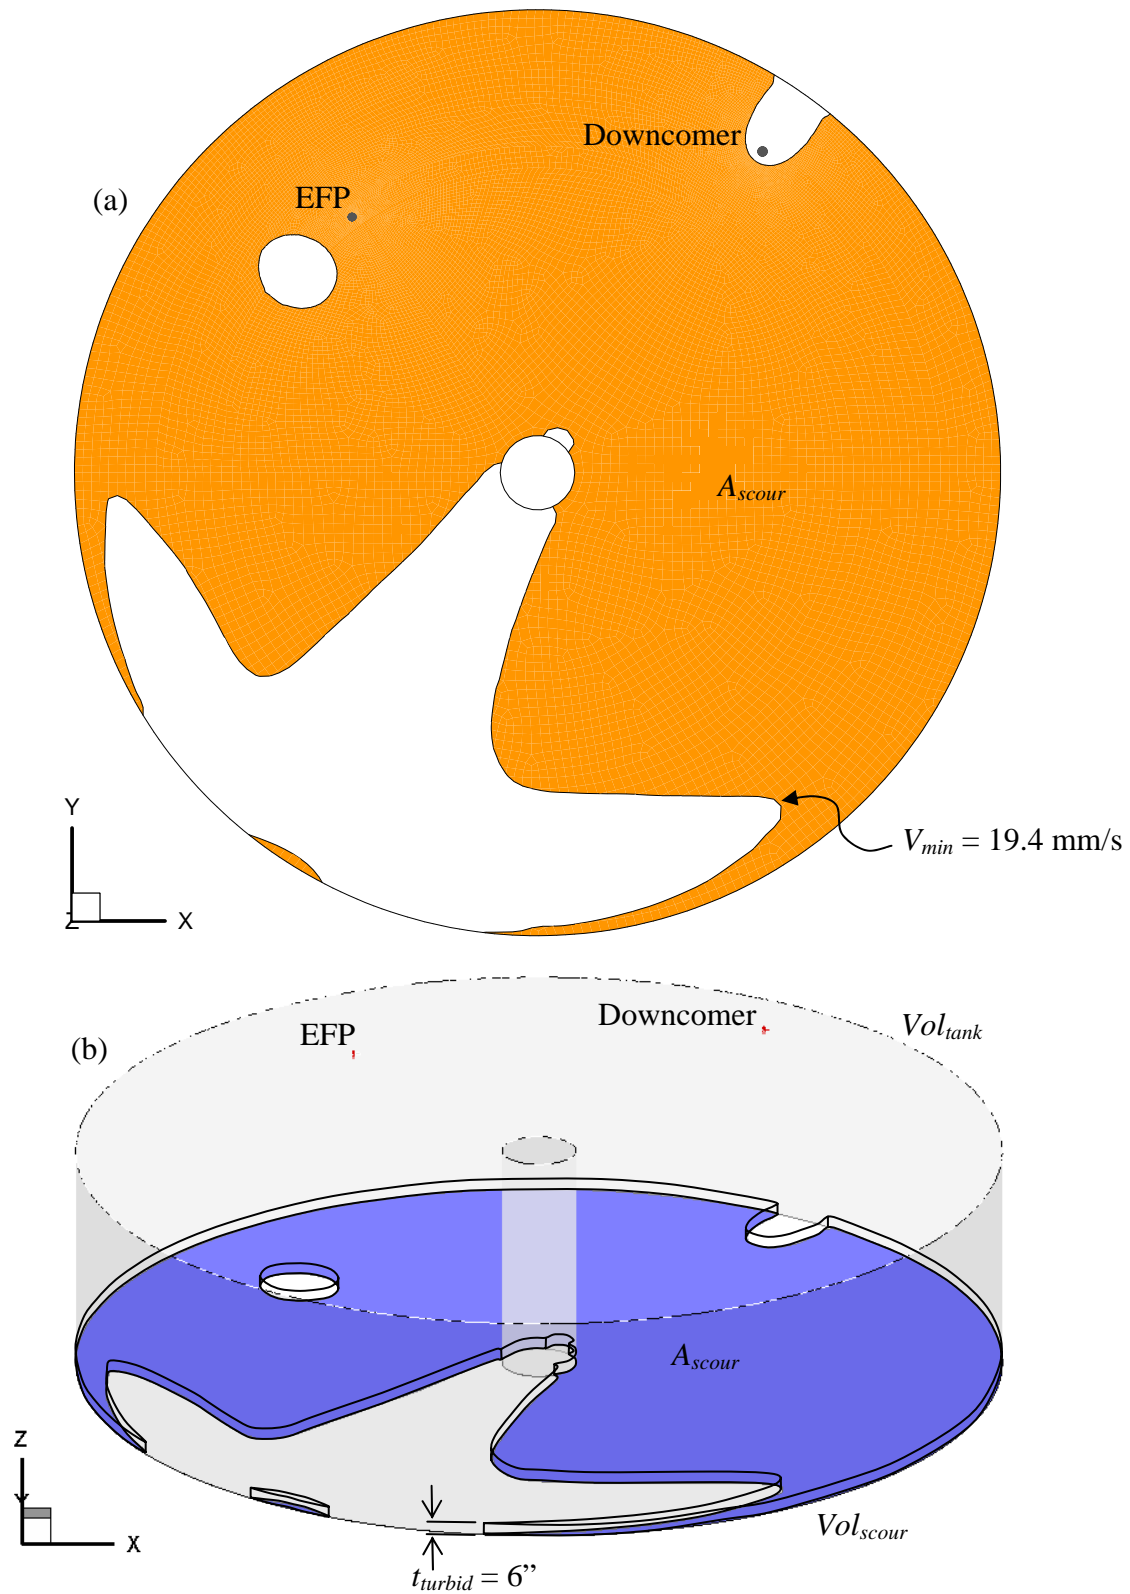 Downcomer
EFP
(a)
A_scour
Y
V_min = 19.4 mm/s
Z
X
Downcomer
EFP
Vol_tank
(b)
A_scour
Z
Y
X
Vol_scour
t_turbid = 6”